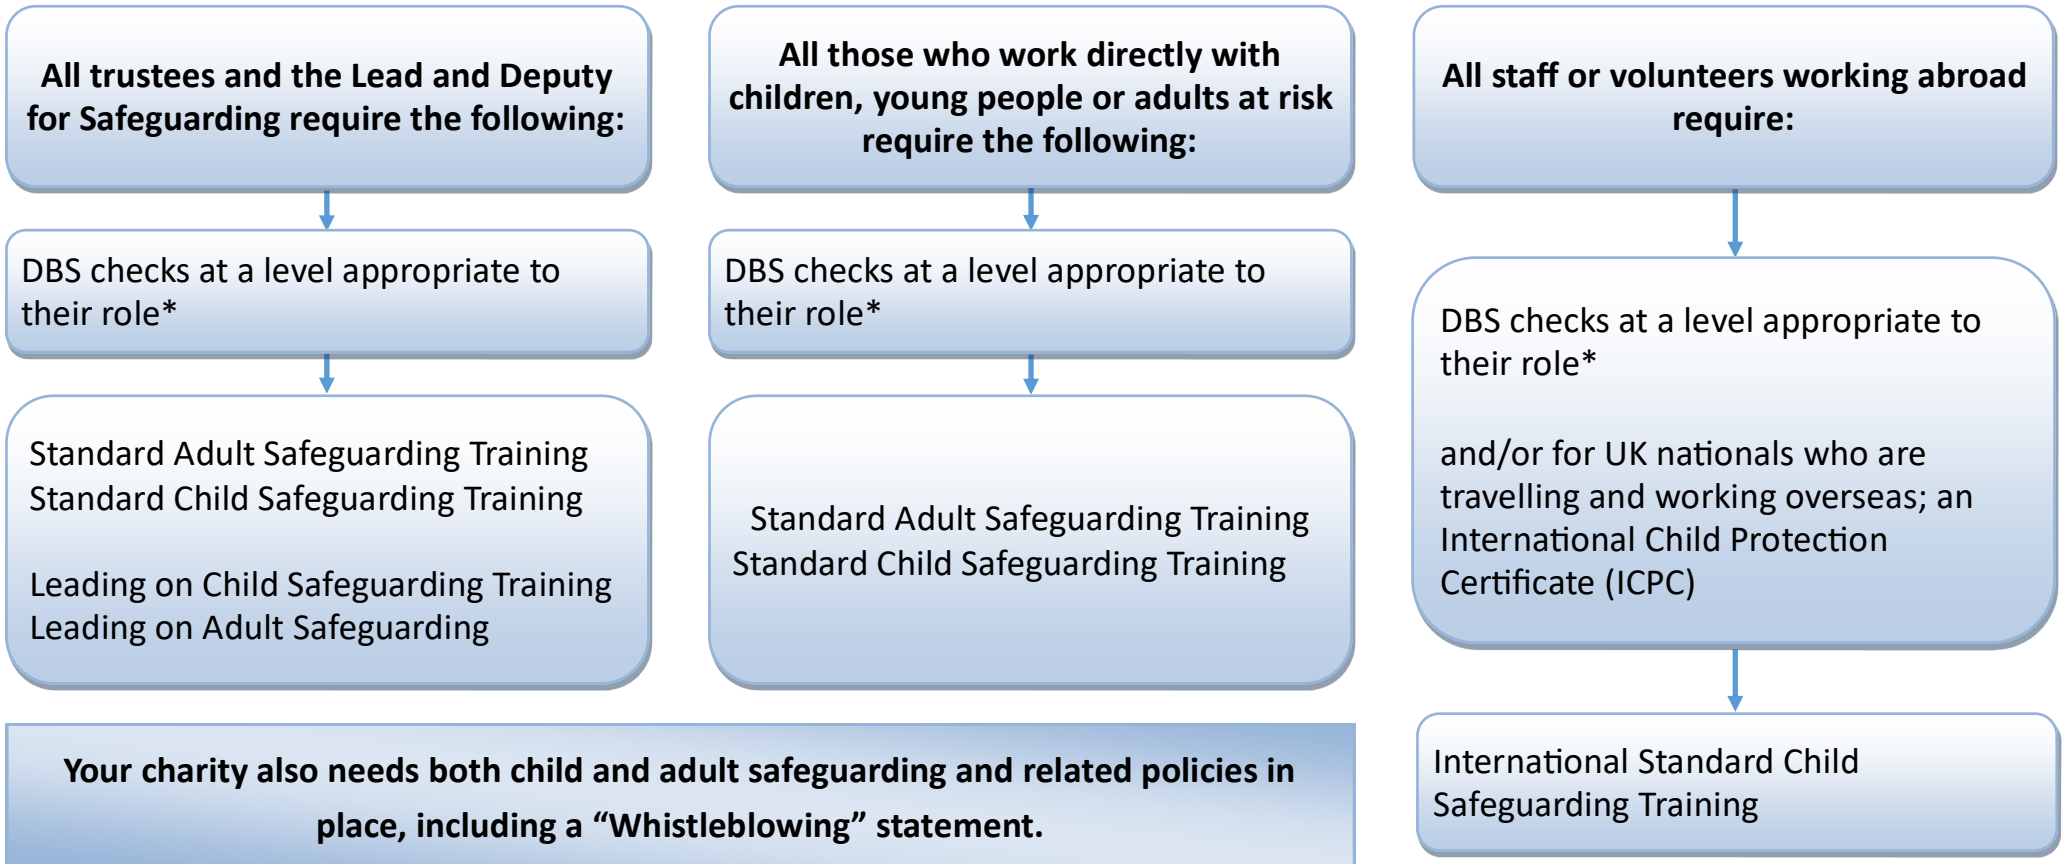 All trustees and the Lead and Deputy
for Safeguarding require the following:
DBS checks at a level appropriate to
their role*
Standard Adult Safeguarding Training
Standard Child Safeguarding Training
Leading on Child Safeguarding Training
Leading on Adult Safeguarding
All those who work directly with
children, young people or adults at risk
require the following:
DBS checks at a level appropriate to
their role*
Standard Adult Safeguarding Training
Standard Child Safeguarding Training
Your charity also needs both child and adult safeguarding and related policies in
place, including a “Whistleblowing” statement.
All staff or volunteers working abroad
require:
DBS checks at a level appropriate to
their role*
and/or for UK nationals who are
travelling and working overseas; an
International Child Protection
Certificate (ICPC)
International Standard Child
Safeguarding Training